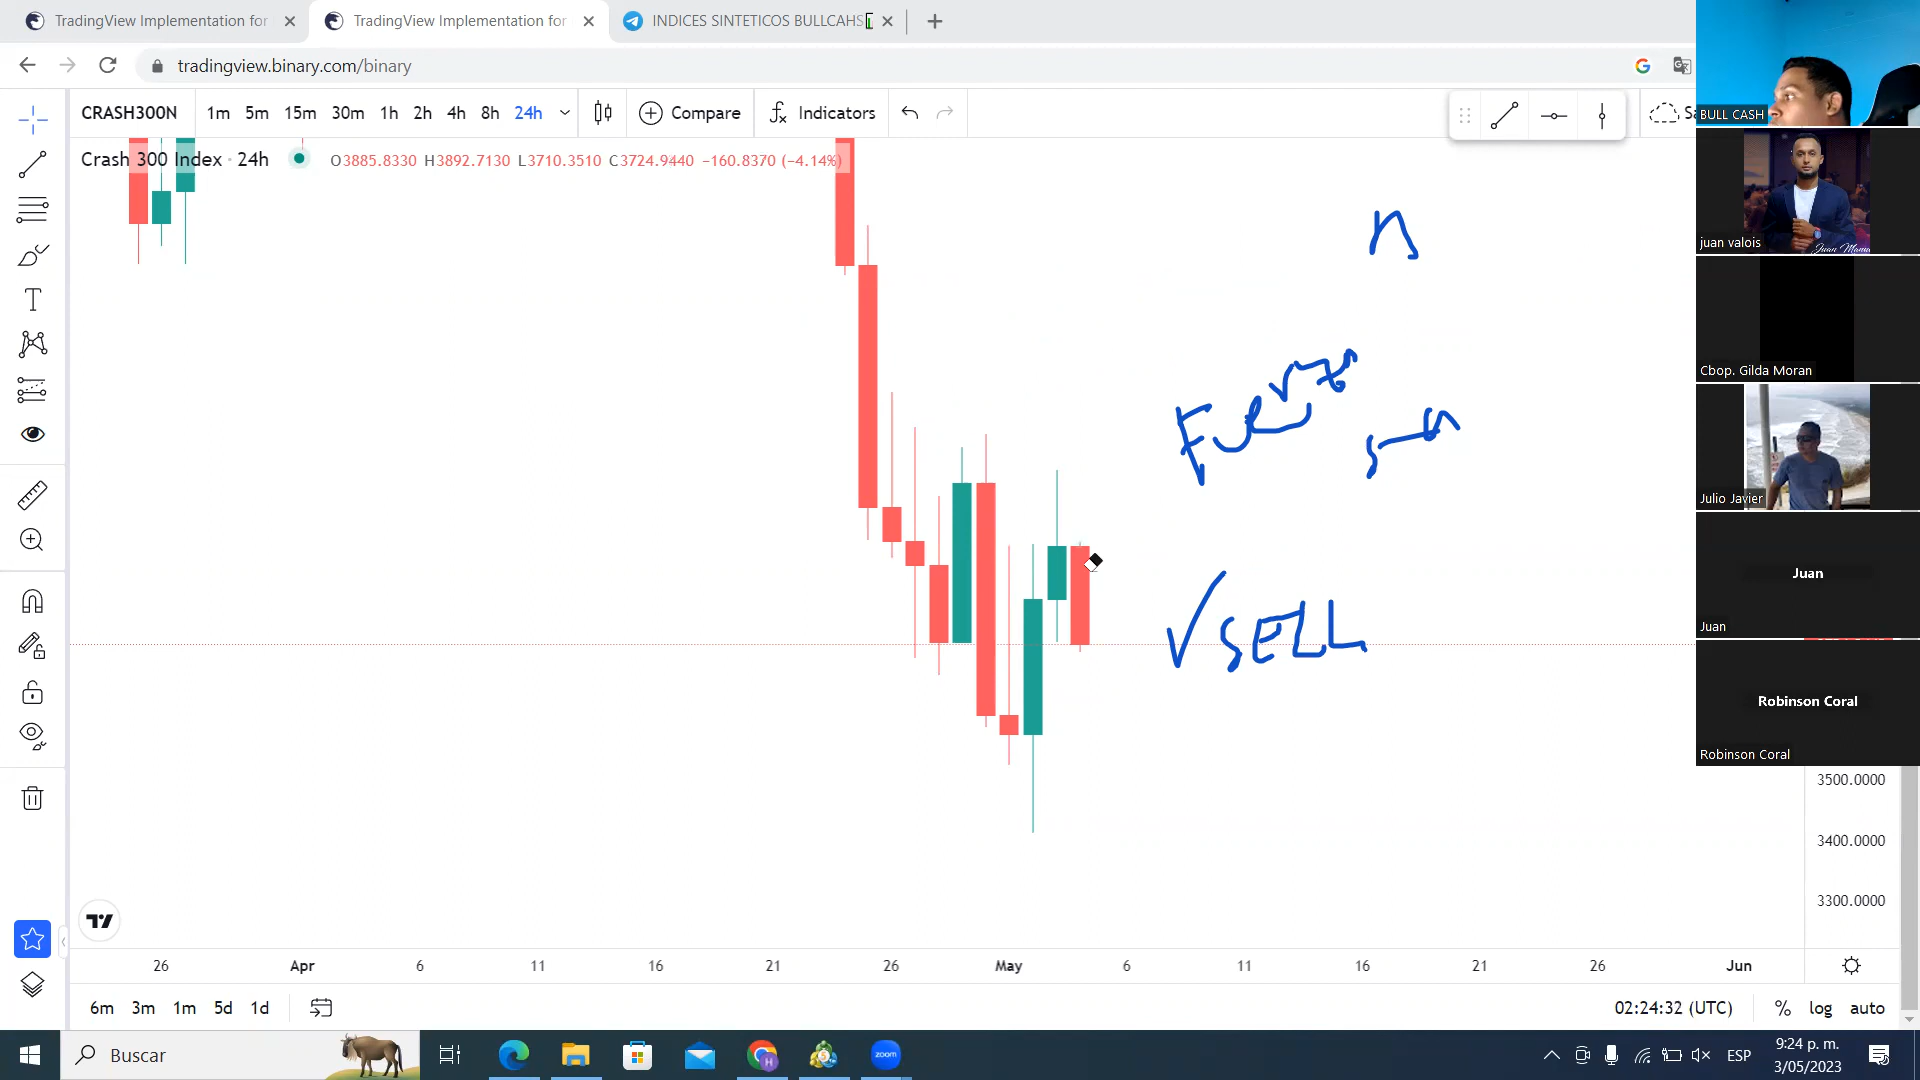 TradingView Implementation for
TradingView Implementation for
INDICES SINTETICOS BULLCAHS
tradingview.binary.com/binary
CRASH300N
1m 5m 15m 30m 1h 2h 4h 8h 24h
Compare
Indicators
Crash 300 Index · 24h
O3885.8330 H3892.7130 L3710.3510 C3724.9440 −160.8370 (−4.14%)
n
Fuerza
√ SELL
BULL CASH
juan valois
Juan Manu
Cbop. Gilda Moran
Julio Javier
Juan
Juan
Robinson Coral
Robinson Coral
3500.0000
3400.0000
3300.0000
26 Apr 6 11 16 21 26 May 6 11 16 21 26 Jun
6m 3m 1m 5d 1d
02:24:32 (UTC)
% log auto
Buscar
zoom
ESP
9:24 p. m.
3/05/2023